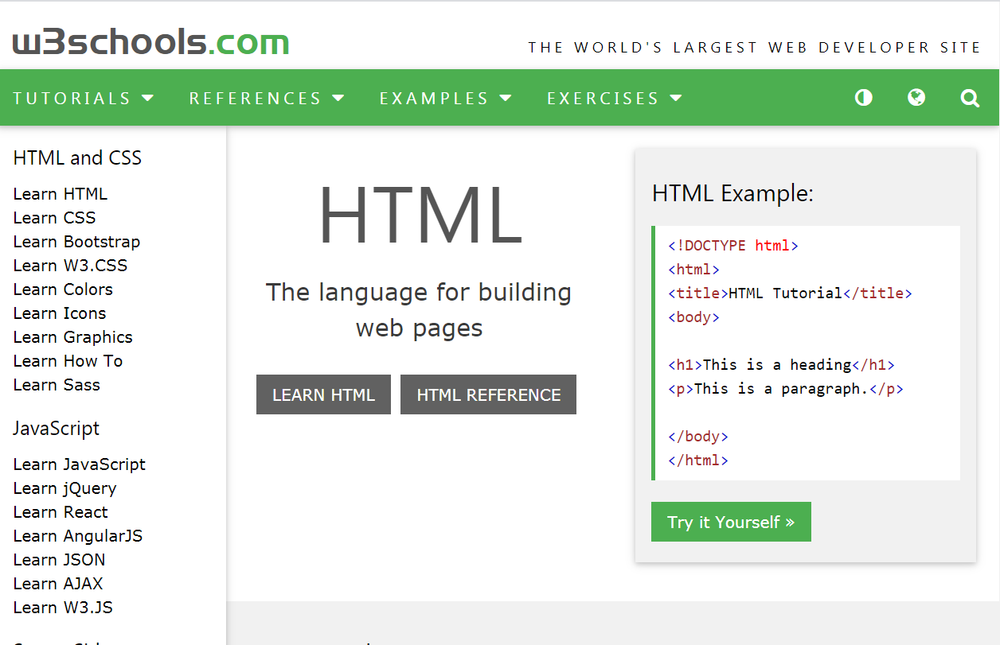 w3schools.com
THE WORLD'S LARGEST WEB DEVELOPER SITE
TUTORIALS
REFERENCES
EXAMPLES
EXERCISES
HTML and CSS
Learn HTML
Learn CSS
Learn Bootstrap
Learn W3.CSS
Learn Colors
Learn Icons
Learn Graphics
Learn How To
Learn Sass
JavaScript
Learn JavaScript
Learn jQuery
Learn React
Learn AngularJS
Learn JSON
Learn AJAX
Learn W3.JS
HTML
The language for building
web pages
LEARN HTML
HTML REFERENCE
HTML Example:
<!DOCTYPE html>
<html>
<title>HTML Tutorial</title>
<body>
<h1>This is a heading</h1>
<p>This is a paragraph.</p>
</body>
</html>
Try it Yourself »